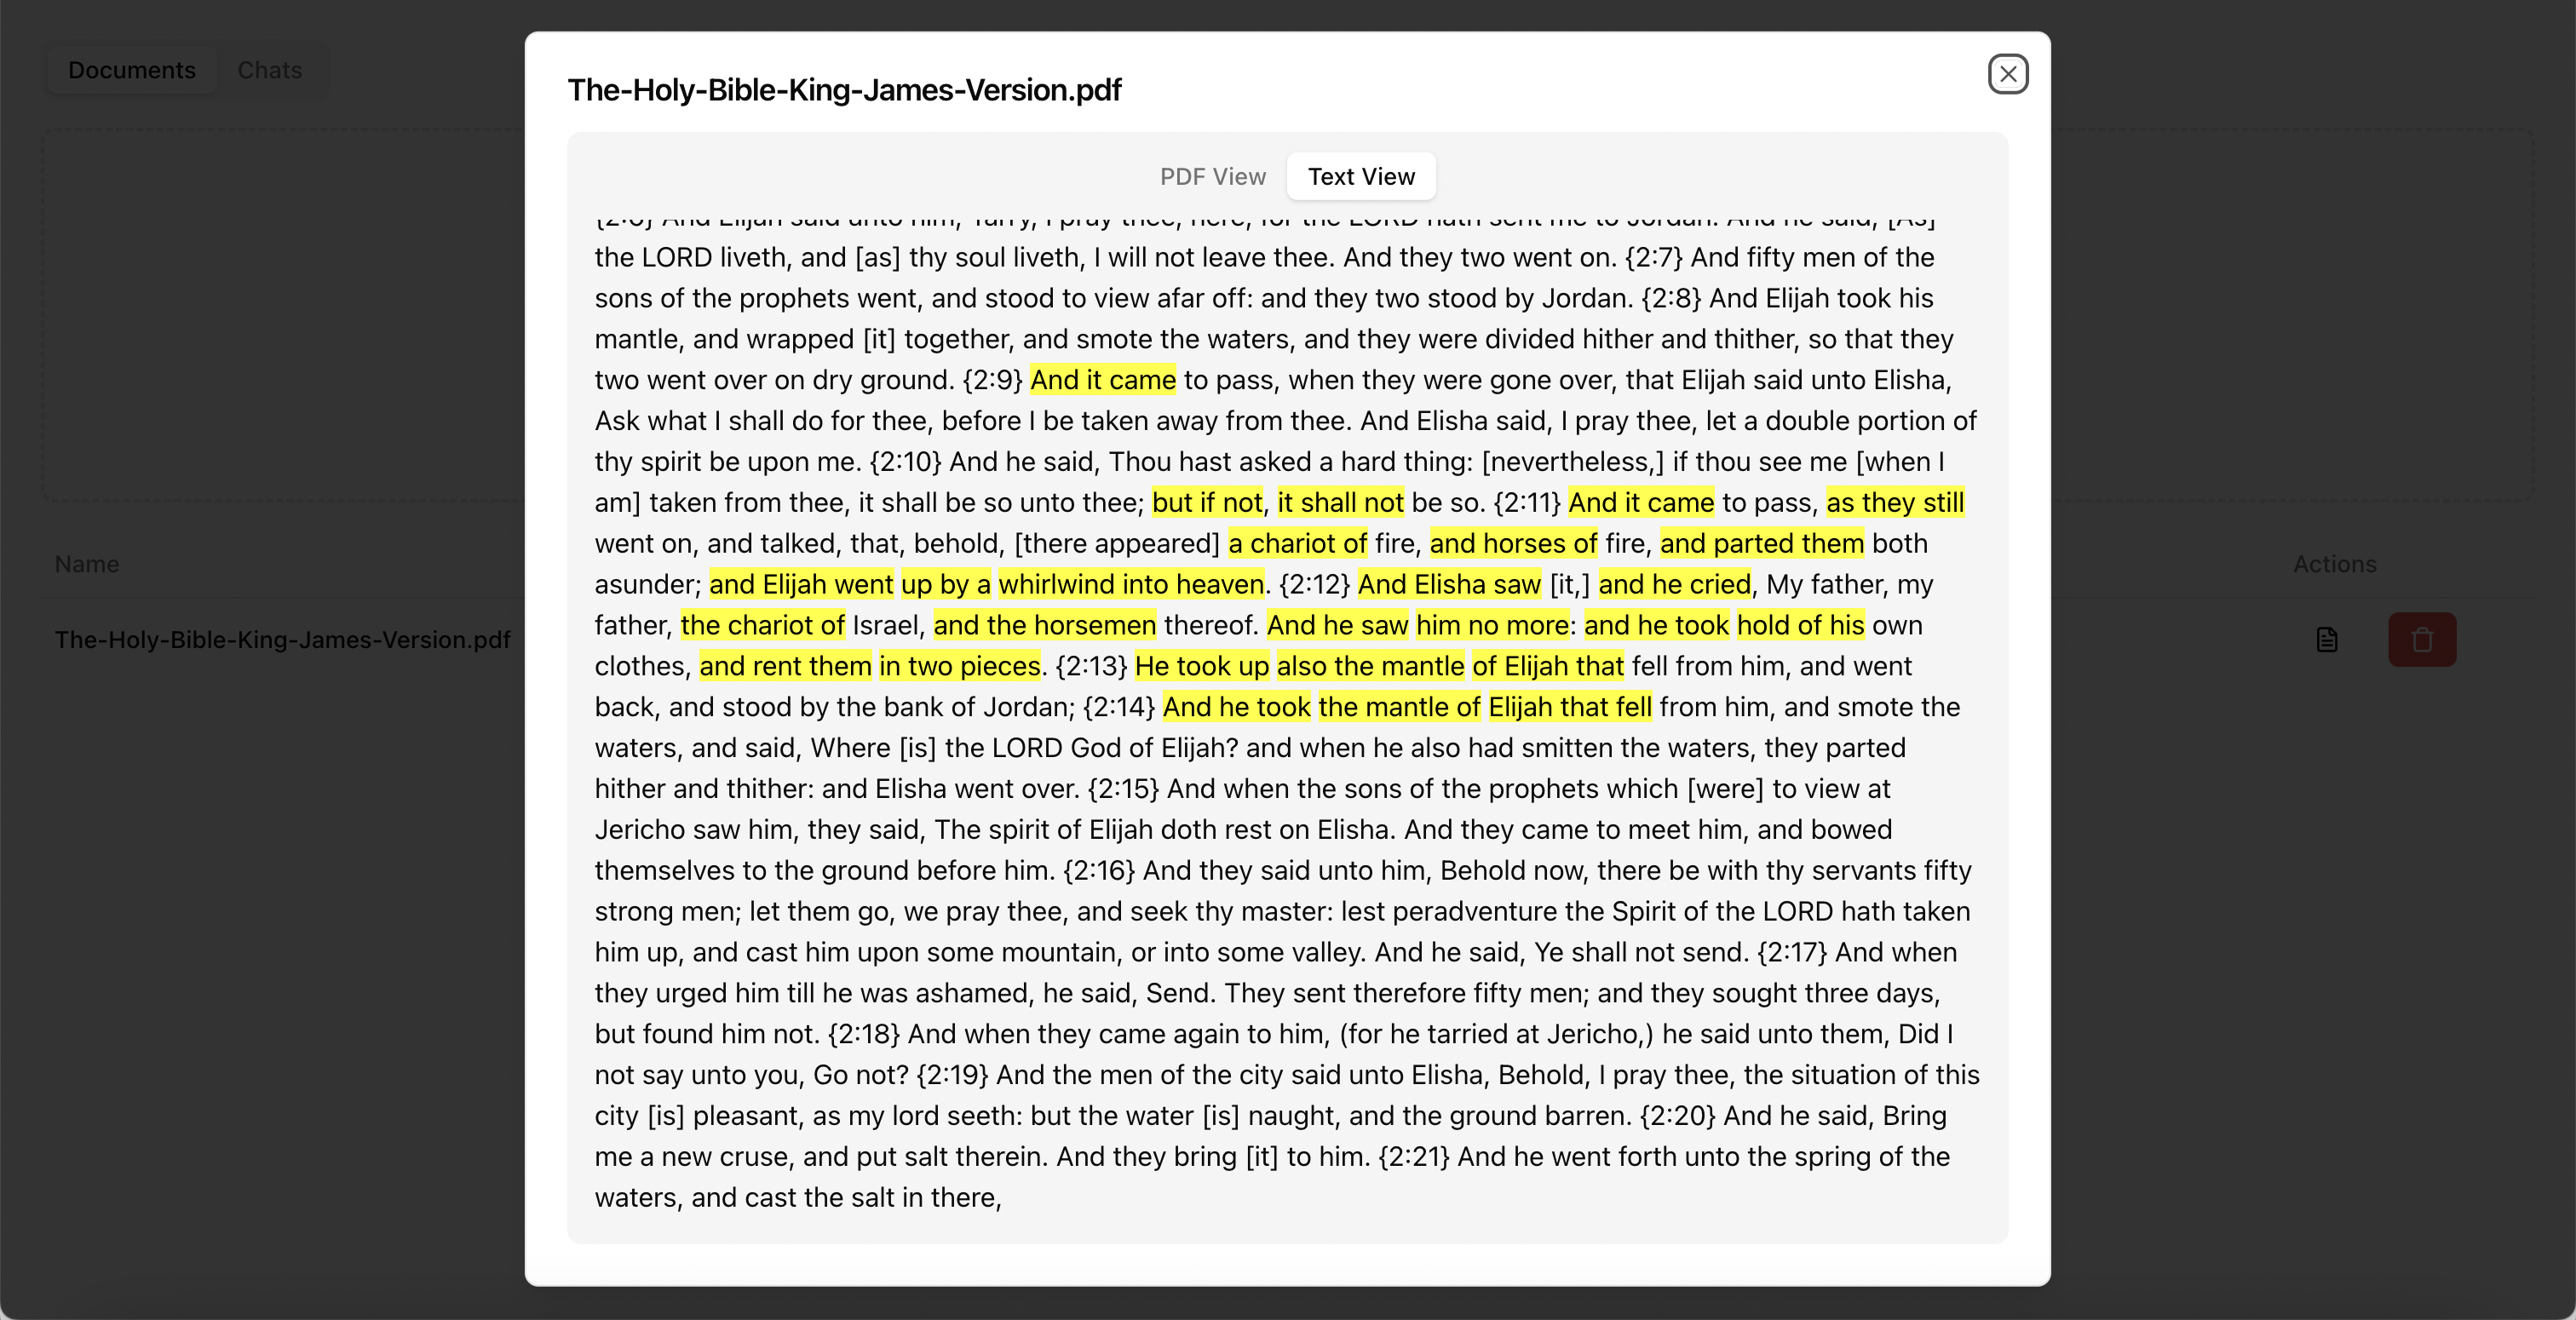 Documents
Chats
The-Holy-Bible-King-James-Version.pdf
PDF View
Text View
{2:6} And Elijah said unto him, Tarry, I pray thee, here; for the LORD hath sent me to Jordan. And he said, [As]
the LORD liveth, and [as] thy soul liveth, I will not leave thee. And they two went on. {2:7} And fifty men of the
sons of the prophets went, and stood to view afar off: and they two stood by Jordan. {2:8} And Elijah took his
mantle, and wrapped [it] together, and smote the waters, and they were divided hither and thither, so that they
two went over on dry ground. {2:9} And it came to pass, when they were gone over, that Elijah said unto Elisha,
Ask what I shall do for thee, before I be taken away from thee. And Elisha said, I pray thee, let a double portion of
thy spirit be upon me. {2:10} And he said, Thou hast asked a hard thing: [nevertheless,] if thou see me [when I
am] taken from thee, it shall be so unto thee; but if not, it shall not be so. {2:11} And it came to pass, as they still
went on, and talked, that, behold, [there appeared] a chariot of fire, and horses of fire, and parted them both
asunder; and Elijah went up by a whirlwind into heaven. {2:12} And Elisha saw [it,] and he cried, My father, my
father, the chariot of Israel, and the horsemen thereof. And he saw him no more: and he took hold of his own
clothes, and rent them in two pieces. {2:13} He took up also the mantle of Elijah that fell from him, and went
back, and stood by the bank of Jordan; {2:14} And he took the mantle of Elijah that fell from him, and smote the
waters, and said, Where [is] the LORD God of Elijah? and when he also had smitten the waters, they parted
hither and thither: and Elisha went over. {2:15} And when the sons of the prophets which [were] to view at
Jericho saw him, they said, The spirit of Elijah doth rest on Elisha. And they came to meet him, and bowed
themselves to the ground before him. {2:16} And they said unto him, Behold now, there be with thy servants fifty
strong men; let them go, we pray thee, and seek thy master: lest peradventure the Spirit of the LORD hath taken
him up, and cast him upon some mountain, or into some valley. And he said, Ye shall not send. {2:17} And when
they urged him till he was ashamed, he said, Send. They sent therefore fifty men; and they sought three days,
but found him not. {2:18} And when they came again to him, (for he tarried at Jericho,) he said unto them, Did I
not say unto you, Go not? {2:19} And the men of the city said unto Elisha, Behold, I pray thee, the situation of this
city [is] pleasant, as my lord seeth: but the water [is] naught, and the ground barren. {2:20} And he said, Bring
me a new cruse, and put salt therein. And they bring [it] to him. {2:21} And he went forth unto the spring of the
waters, and cast the salt in there,
Name
Actions
The-Holy-Bible-King-James-Version.pdf